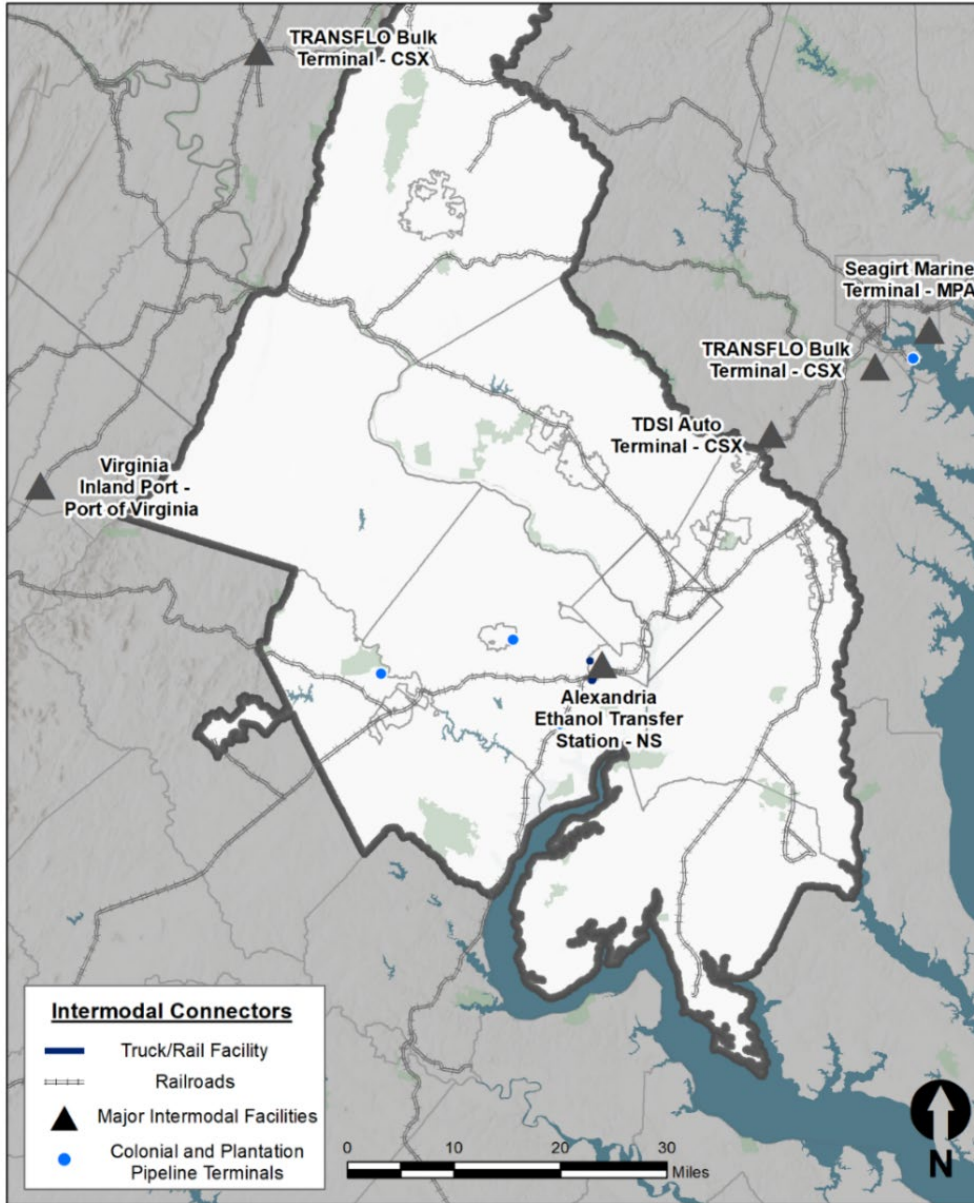 TRANSFLO Bulk
Terminal - CSX
Seagirt Marine
Terminal - MPA
TRANSFLO Bulk
Terminal - CSX
TDSI Auto
Terminal - CSX
Virginia
Inland Port -
Port of Virginia
Alexandria
Ethanol Transfer
Station - NS
Intermodal Connectors
Truck/Rail Facility
Railroads
Major Intermodal Facilities
Colonial and Plantation
Pipeline Terminals
0 10 20 30
Miles
N